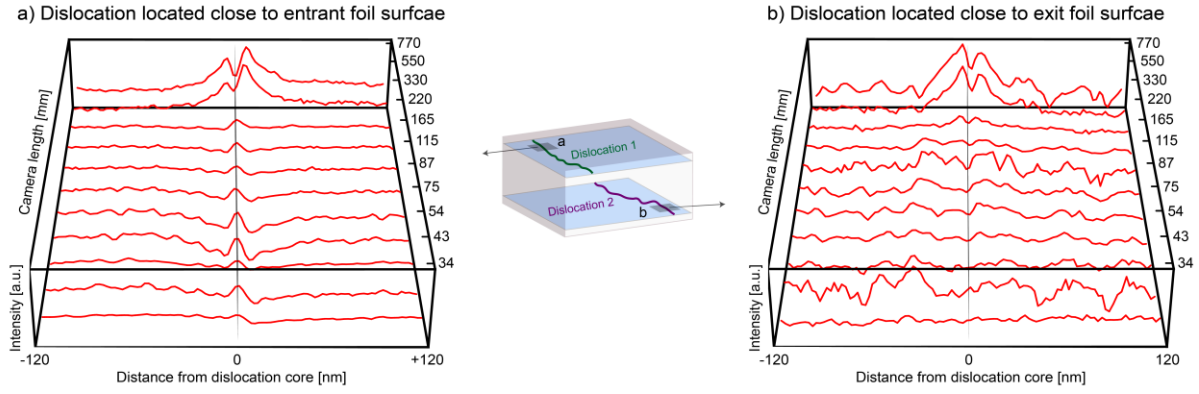 a) Dislocation located close to entrant foil surfcae
770
550
330
220
165
115
87
75
54
43
34
Camera length [mm]
Intensity [a.u.]
-120
0
+120
Distance from dislocation core [nm]
a
Dislocation 1
Dislocation 2
b
b) Dislocation located close to exit foil surfcae
770
550
330
220
165
115
87
75
54
43
34
Camera length [mm]
Intensity [a.u.]
-120
0
120
Distance from dislocation core [nm]